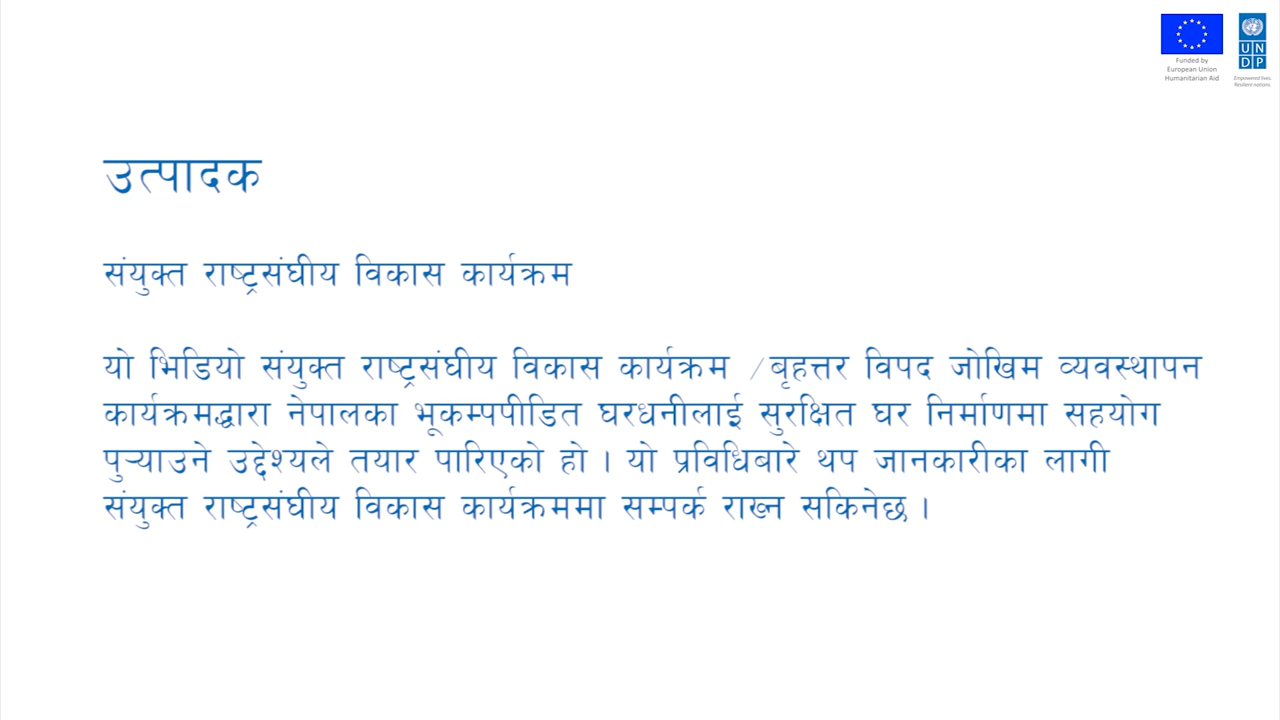 Funded by
European Union
Humanitarian Aid
UN
DP
Empowered lives.
Resilient nations.
उत्पादक
संयुक्त राष्ट्रसंघीय विकास कार्यक्रम
यो भिडियो संयुक्त राष्ट्रसंघीय विकास कार्यक्रम /बृहत्तर विपद जोखिम व्यवस्थापन
कार्यक्रमद्धारा नेपालका भूकम्पपीडित घरधनीलाई सुरक्षित घर निर्माणमा सहयोग
पुर्‍याउने उद्देश्यले तयार पारिएको हो । यो प्रविधिबारे थप जानकारीका लागी
संयुक्त राष्ट्रसंघीय विकास कार्यक्रममा सम्पर्क राख्न सकिनेछ ।